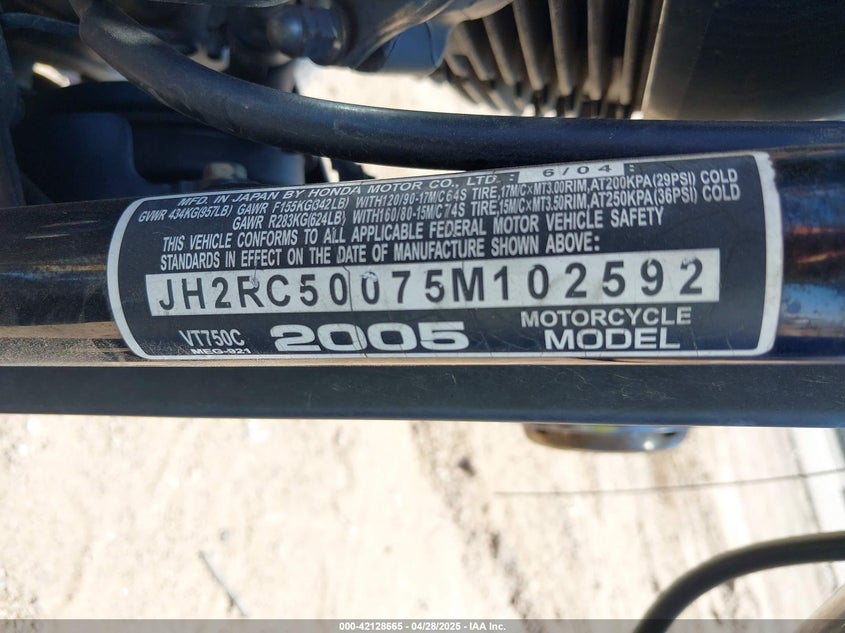 MFD. IN JAPAN BY HONDA MOTOR CO., LTD. : 6/04 :
GVWR 434KG(957LB) GAWR F155KG(342LB) WITH120/90-17M/C 64S TIRE,17M/C×MT3.00RIM,AT200KPA(29PSI) COLD
GAWR R283KG(624LB) WITH160/80-15M/C74S TIRE,15M/C×MT3.50RIM,AT250KPA(36PSI) COLD
THIS VEHICLE CONFORMS TO ALL APPLICABLE FEDERAL MOTOR VEHICLE SAFETY
STANDARDS IN EFFECT ON THE DATE OF MANUFACTURE SHOWN ABOVE:
JH2RC50075M102592
VT750C 2005 MOTORCYCLE MODEL
MEG-921
000-42128665 | 04/28/2025 | IAA Inc.